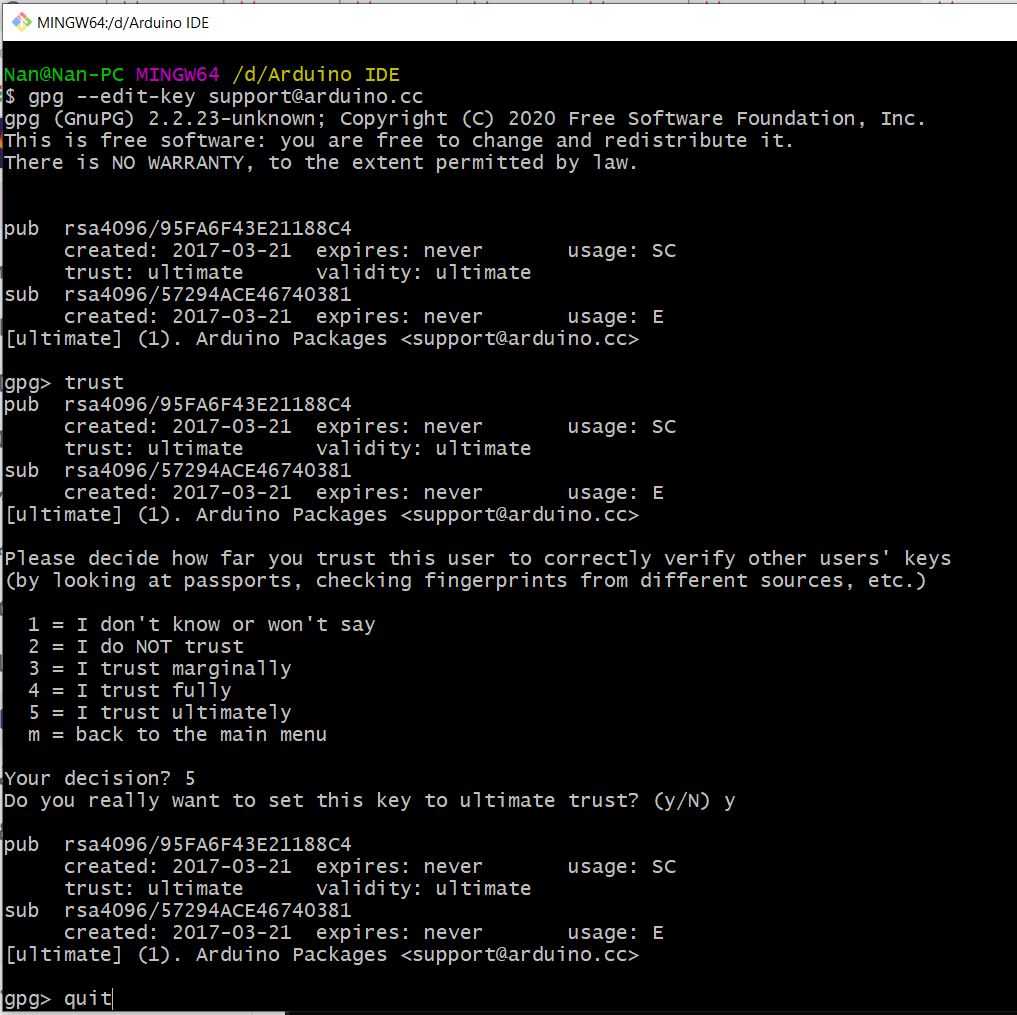 MINGW64:/d/Arduino IDE
Nan@Nan-PC MINGW64 /d/Arduino IDE
$ gpg --edit-key support@arduino.cc
gpg (GnuPG) 2.2.23-unknown; Copyright (C) 2020 Free Software Foundation, Inc.
This is free software: you are free to change and redistribute it.
There is NO WARRANTY, to the extent permitted by law.
pub  rsa4096/95FA6F43E21188C4
     created: 2017-03-21  expires: never       usage: SC
     trust: ultimate      validity: ultimate
sub  rsa4096/57294ACE46740381
     created: 2017-03-21  expires: never       usage: E
[ultimate] (1). Arduino Packages <support@arduino.cc>
gpg> trust
pub  rsa4096/95FA6F43E21188C4
     created: 2017-03-21  expires: never       usage: SC
     trust: ultimate      validity: ultimate
sub  rsa4096/57294ACE46740381
     created: 2017-03-21  expires: never       usage: E
[ultimate] (1). Arduino Packages <support@arduino.cc>
Please decide how far you trust this user to correctly verify other users' keys
(by looking at passports, checking fingerprints from different sources, etc.)
  1 = I don't know or won't say
  2 = I do NOT trust
  3 = I trust marginally
  4 = I trust fully
  5 = I trust ultimately
  m = back to the main menu
Your decision? 5
Do you really want to set this key to ultimate trust? (y/N) y
pub  rsa4096/95FA6F43E21188C4
     created: 2017-03-21  expires: never       usage: SC
     trust: ultimate      validity: ultimate
sub  rsa4096/57294ACE46740381
     created: 2017-03-21  expires: never       usage: E
[ultimate] (1). Arduino Packages <support@arduino.cc>
gpg> quit